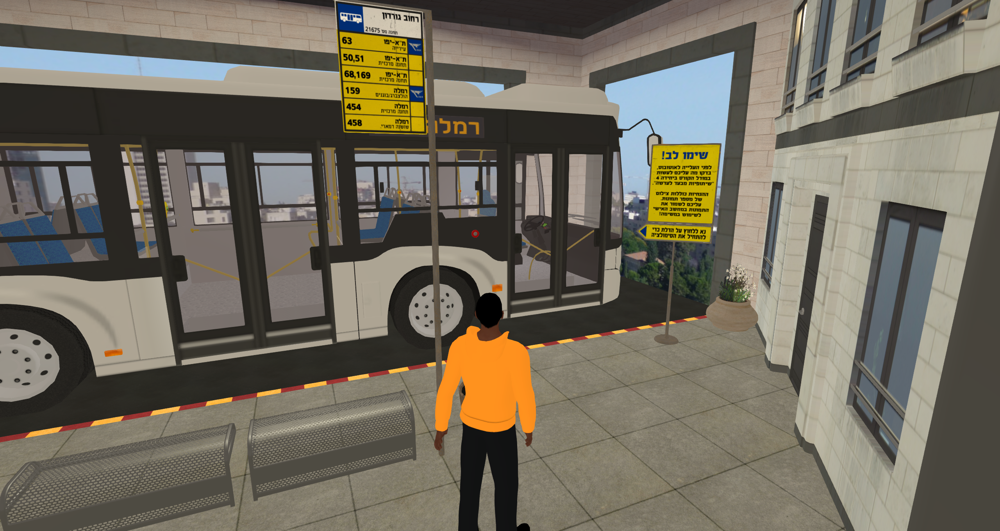 רחוב גורדון
תחנה מס' 21675
63 ת"א-יפו
עירייה
DAN
50,51 ת"א-יפו
תחנה מרכזית
68,169 ת"א-יפו
תחנה מרכזית
159 רמלה
הולצברג/בוגנים
DAN
454 רמלה
תחנה מרכזית
458 רמלה
שושנה דמארי
רמלה
שימו לב!
לפני העלייה לאוטובוס,
בדקו מה עליכם לעשות
במודל הקורס ביחידה 4
"שיתופיות מבעד לעדשה".
ההנחיות כוללות צילום
של מספר תמונות.
עליכם לשמור את
התמונות במחשב האישי
לשימוש במשימה!
נא ללחוץ על הדלת כדי
להתחיל את הסימולציה